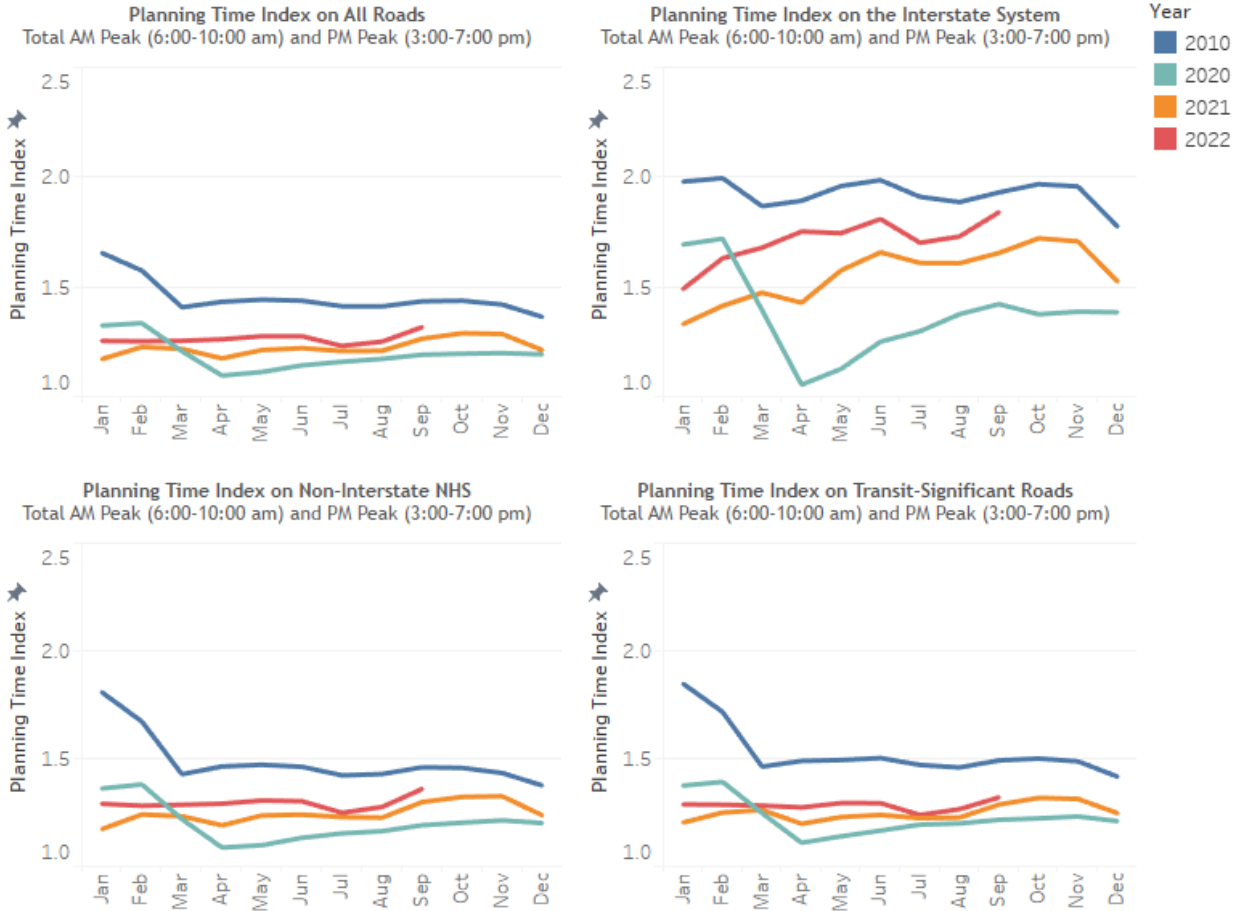 Planning Time Index on All Roads
Total AM Peak (6:00-10:00 am) and PM Peak (3:00-7:00 pm)
2.5
2.0
1.5
1.0
Planning Time Index
Jan
Feb
Mar
Apr
May
Jun
Jul
Aug
Sep
Oct
Nov
Dec
Planning Time Index on the Interstate System
Total AM Peak (6:00-10:00 am) and PM Peak (3:00-7:00 pm)
2.5
2.0
1.5
1.0
Planning Time Index
Jan
Feb
Mar
Apr
May
Jun
Jul
Aug
Sep
Oct
Nov
Dec
Year
2010
2020
2021
2022
Planning Time Index on Non-Interstate NHS
Total AM Peak (6:00-10:00 am) and PM Peak (3:00-7:00 pm)
2.5
2.0
1.5
1.0
Planning Time Index
Jan
Feb
Mar
Apr
May
Jun
Jul
Aug
Sep
Oct
Nov
Dec
Planning Time Index on Transit-Significant Roads
Total AM Peak (6:00-10:00 am) and PM Peak (3:00-7:00 pm)
2.5
2.0
1.5
1.0
Planning Time Index
Jan
Feb
Mar
Apr
May
Jun
Jul
Aug
Sep
Oct
Nov
Dec